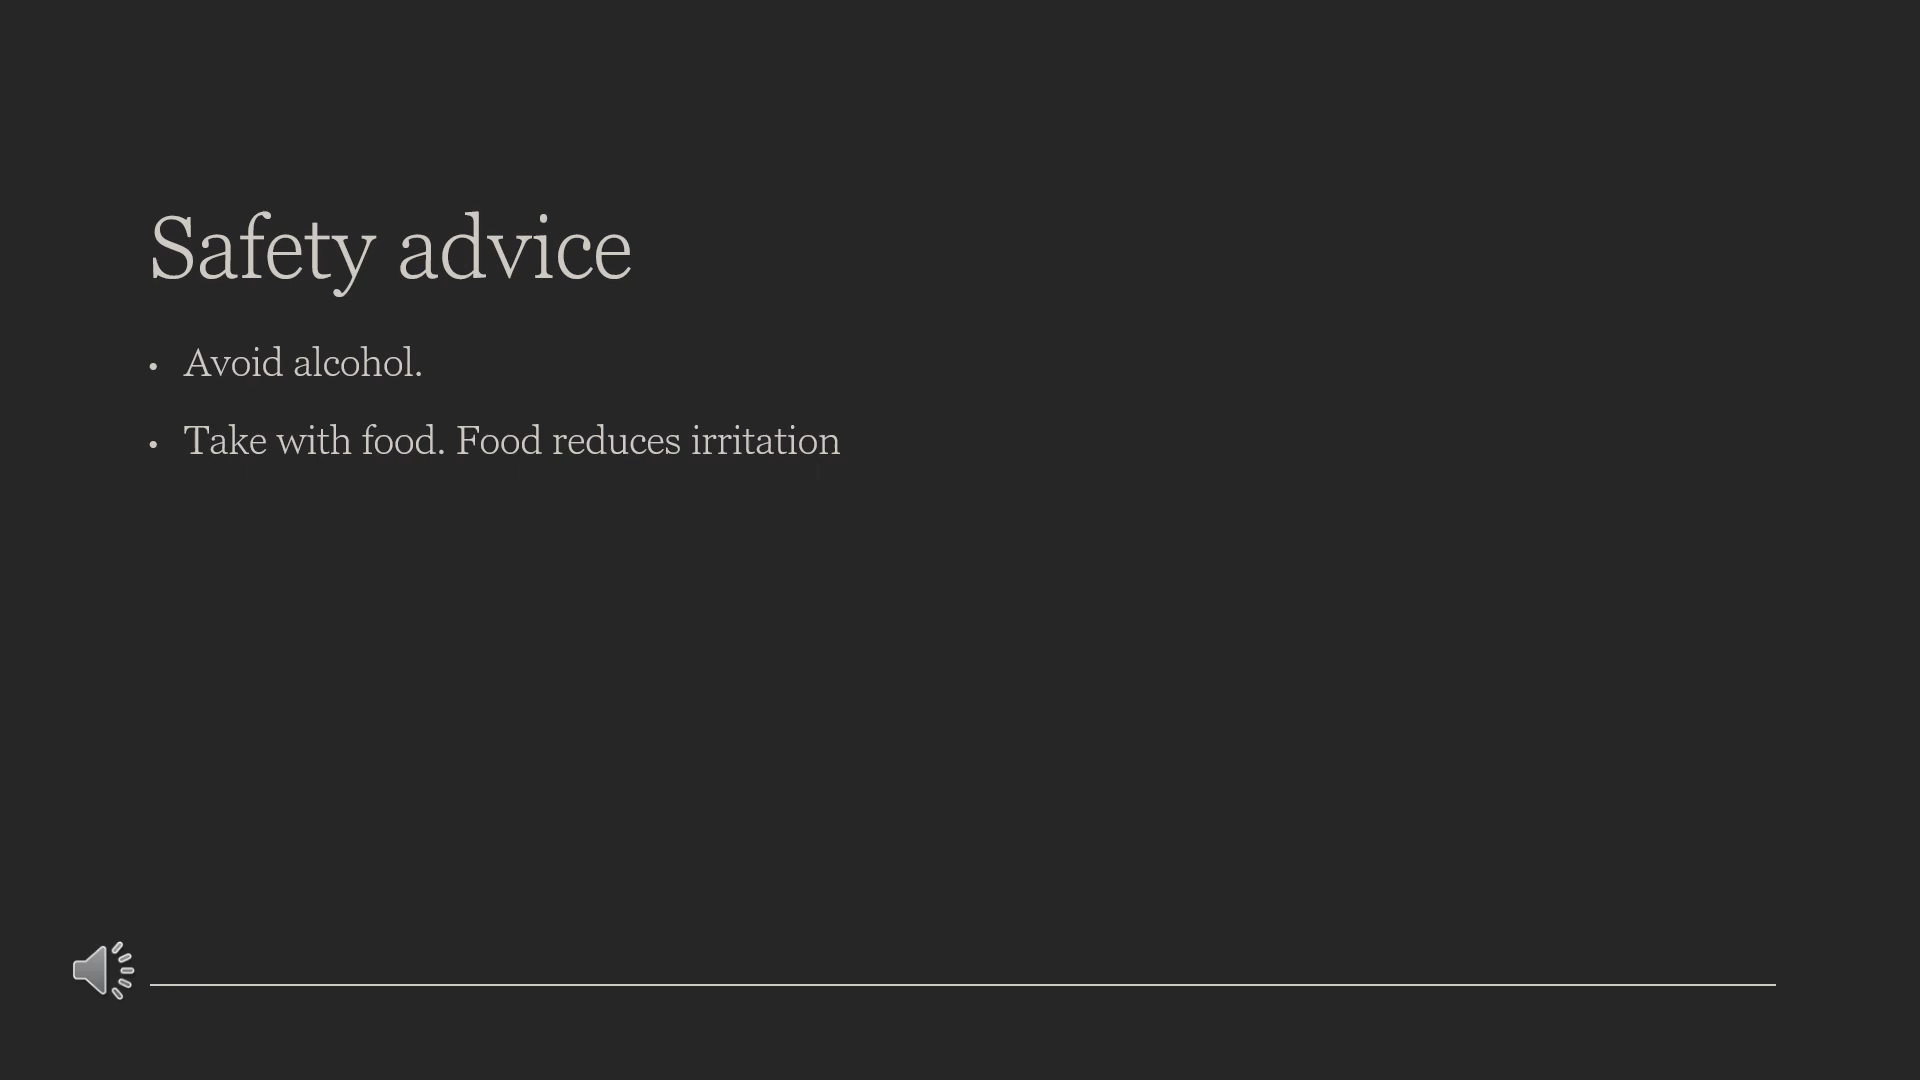 Safety advice
• Avoid alcohol.
• Take with food. Food reduces irritation